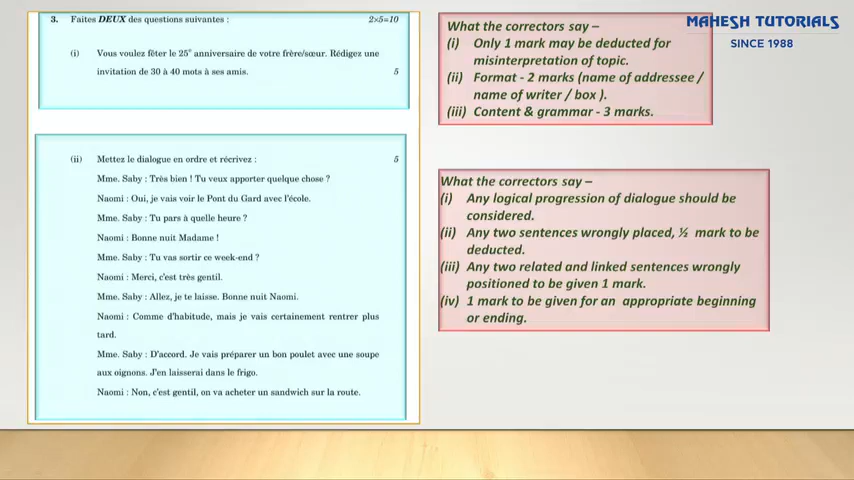 3. Faites DEUX des questions suivantes : 2×5=10
(i) Vous voulez fêter le 25e anniversaire de votre frère/sœur. Rédigez une
invitation de 30 à 40 mots à ses amis. 5
(ii) Mettez le dialogue en ordre et récrivez : 5
Mme. Saby : Très bien ! Tu veux apporter quelque chose ?
Naomi : Oui, je vais voir le Pont du Gard avec l'école.
Mme. Saby : Tu pars à quelle heure ?
Naomi : Bonne nuit Madame !
Mme. Saby : Tu vas sortir ce week-end ?
Naomi : Merci, c'est très gentil.
Mme. Saby : Allez, je te laisse. Bonne nuit Naomi.
Naomi : Comme d'habitude, mais je vais certainement rentrer plus
tard.
Mme. Saby : D'accord. Je vais préparer un bon poulet avec une soupe
aux oignons. J'en laisserai dans le frigo.
Naomi : Non, c'est gentil, on va acheter un sandwich sur la route.
What the correctors say –
(i) Only 1 mark may be deducted for
misinterpretation of topic.
(ii) Format - 2 marks (name of addressee /
name of writer / box ).
(iii) Content & grammar - 3 marks.
What the correctors say –
(i) Any logical progression of dialogue should be
considered.
(ii) Any two sentences wrongly placed, ½ mark to be
deducted.
(iii) Any two related and linked sentences wrongly
positioned to be given 1 mark.
(iv) 1 mark to be given for an appropriate beginning
or ending.
MAHESH TUTORIALS
SINCE 1988